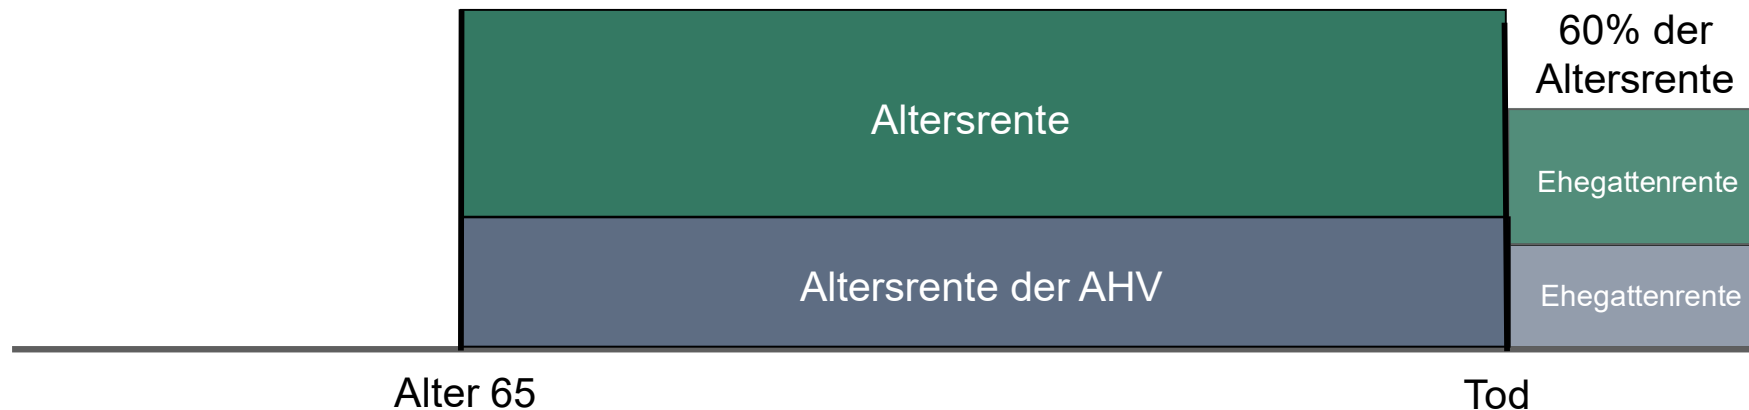 60% der
Altersrente
Altersrente
Ehegattenrente
Altersrente der AHV
Ehegattenrente
Alter 65
Tod